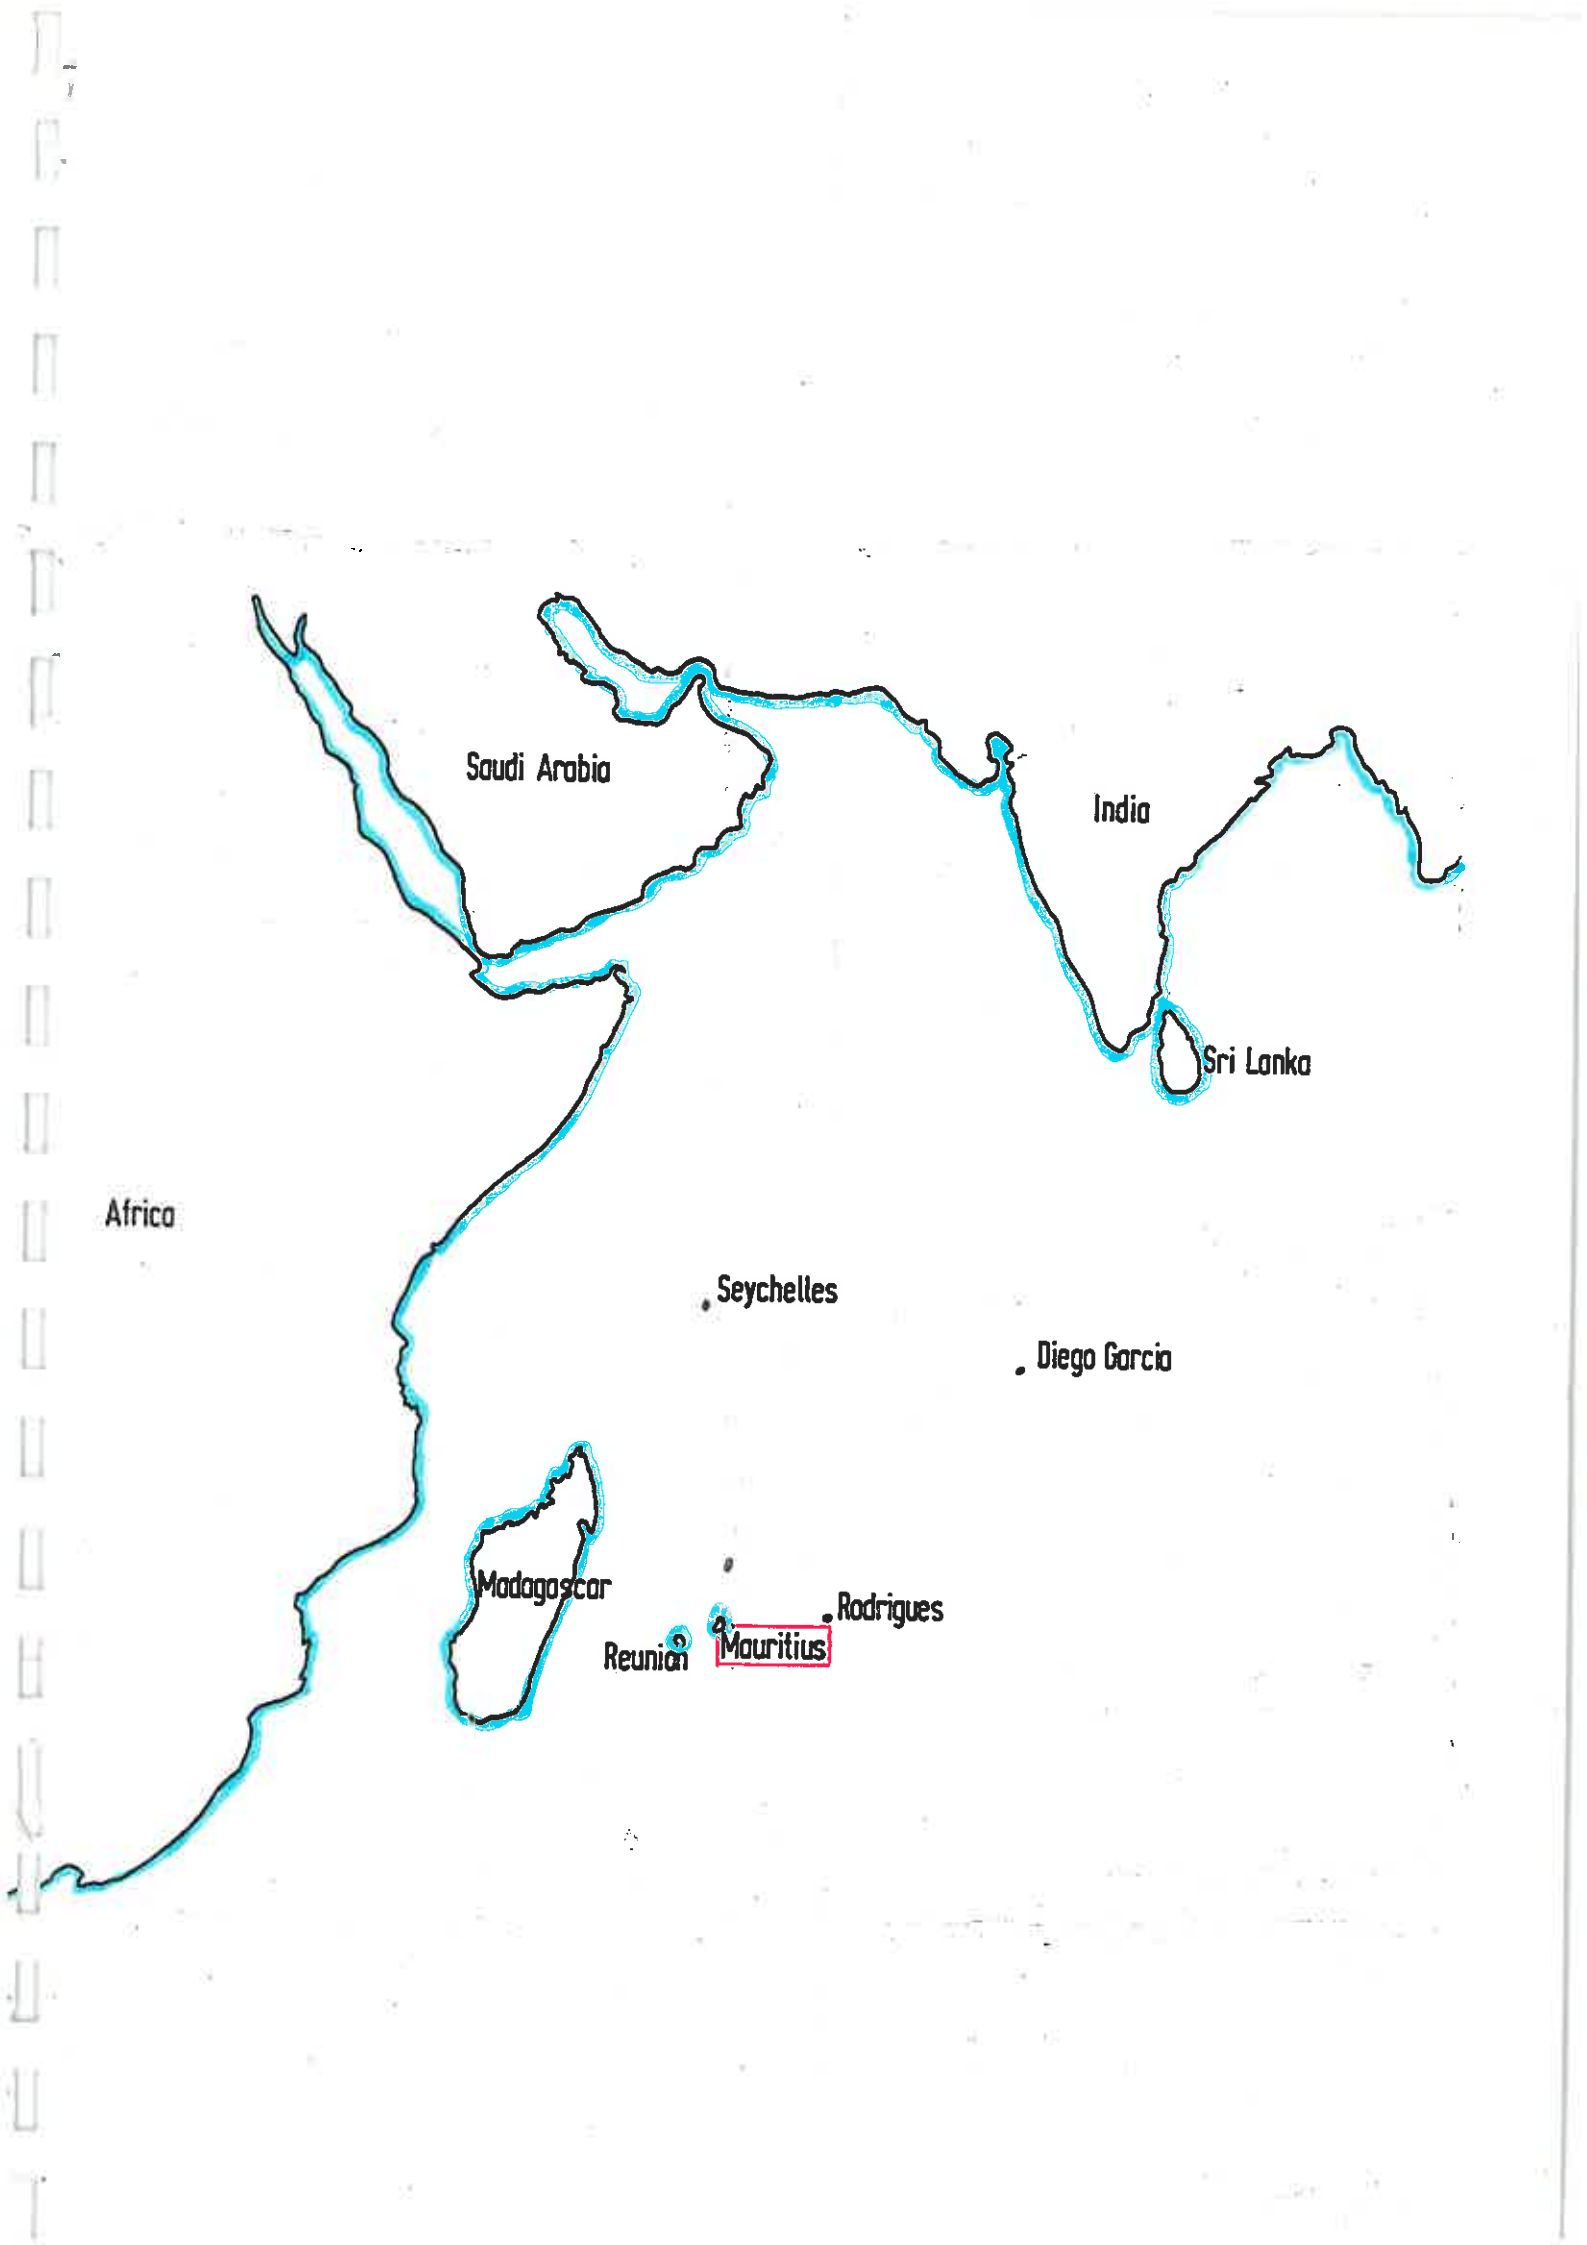 Saudi Arabia
India
Sri Lanka
Africa
Seychelles
Diego Garcia
Madagascar
Rodrigues
Reunion
Mauritius